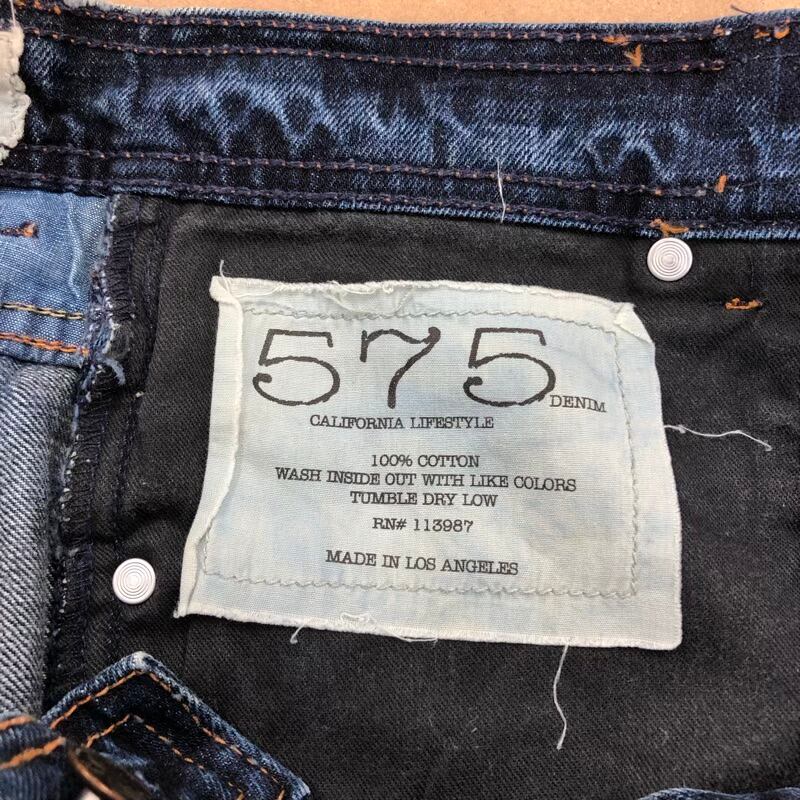 575 DENIM
CALIFORNIA LIFESTYLE
100% COTTON
WASH INSIDE OUT WITH LIKE COLORS
TUMBLE DRY LOW
RN# 113987
MADE IN LOS ANGELES